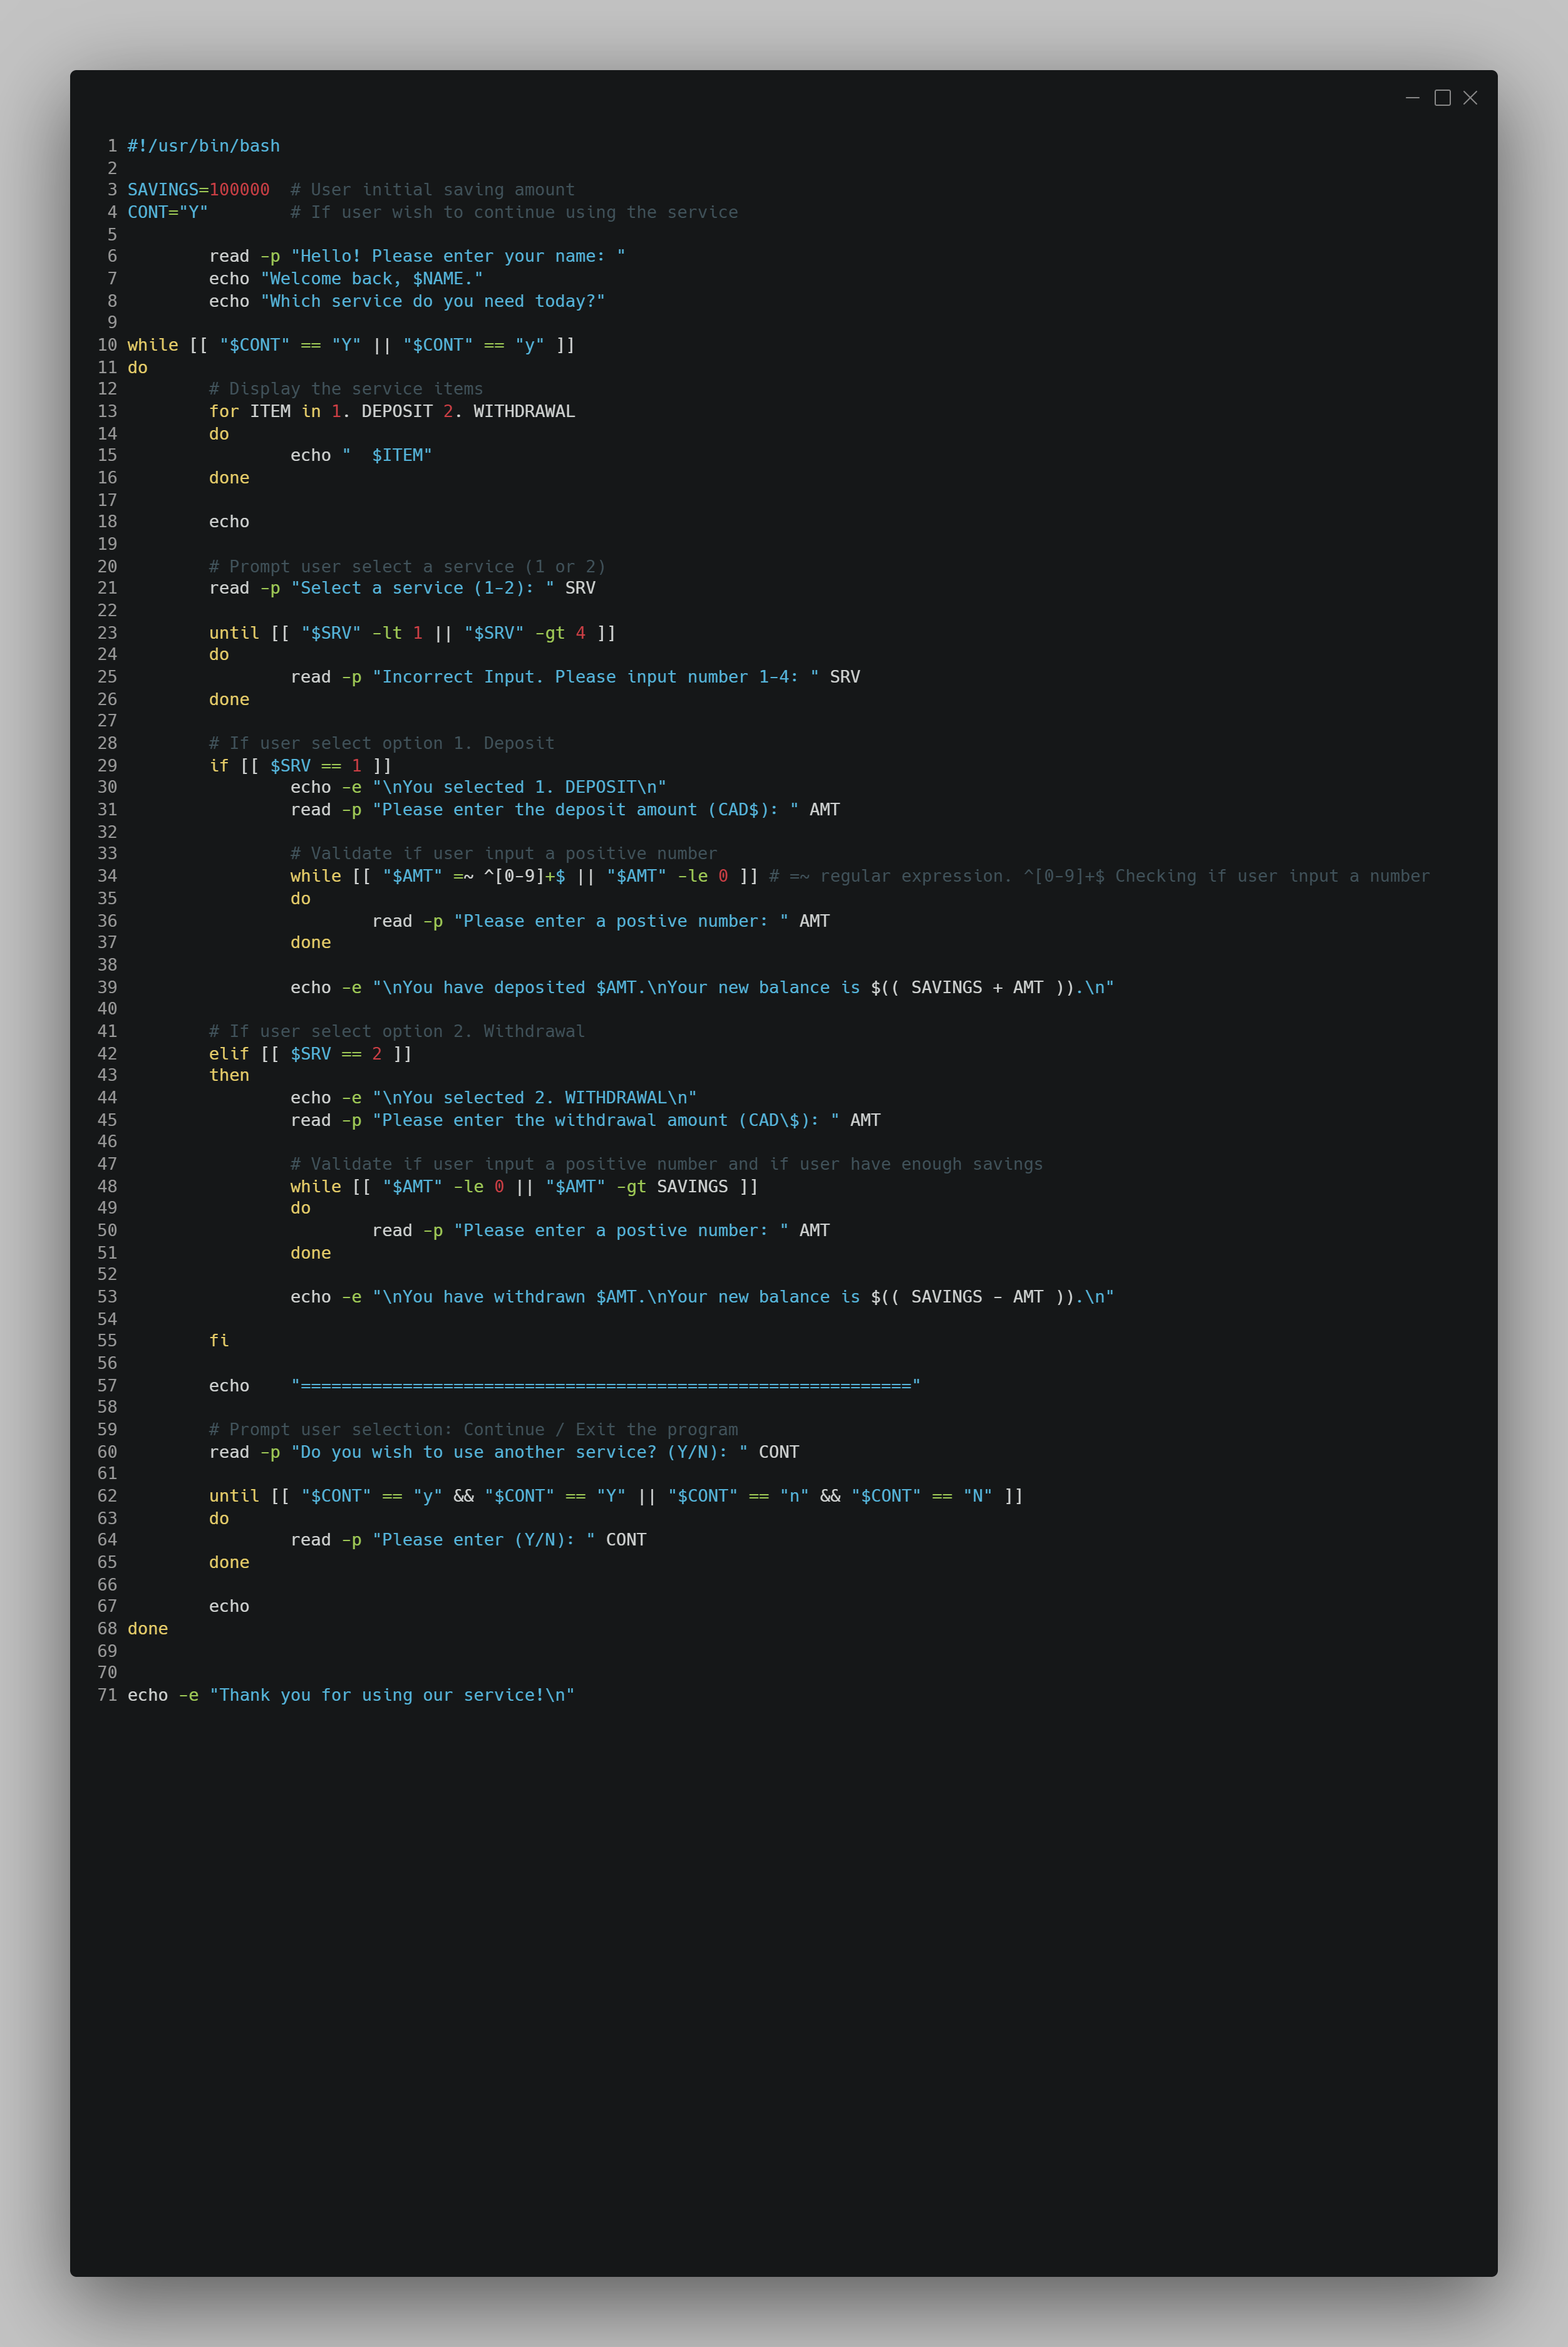 1 #!/usr/bin/bash
2
3 SAVINGS=100000  # User initial saving amount
4 CONT="Y"        # If user wish to continue using the service
5
6         read -p "Hello! Please enter your name: "
7         echo "Welcome back, $NAME."
8         echo "Which service do you need today?"
9
10 while [[ "$CONT" == "Y" || "$CONT" == "y" ]]
11 do
12         # Display the service items
13         for ITEM in 1. DEPOSIT 2. WITHDRAWAL
14         do
15                 echo "  $ITEM"
16         done
17
18         echo
19
20         # Prompt user select a service (1 or 2)
21         read -p "Select a service (1-2): " SRV
22
23         until [[ "$SRV" -lt 1 || "$SRV" -gt 4 ]]
24         do
25                 read -p "Incorrect Input. Please input number 1-4: " SRV
26         done
27
28         # If user select option 1. Deposit
29         if [[ $SRV == 1 ]]
30                 echo -e "\nYou selected 1. DEPOSIT\n"
31                 read -p "Please enter the deposit amount (CAD$): " AMT
32
33                 # Validate if user input a positive number
34                 while [[ "$AMT" =~ ^[0-9]+$ || "$AMT" -le 0 ]] # =~ regular expression. ^[0-9]+$ Checking if user input a number
35                 do
36                         read -p "Please enter a postive number: " AMT
37                 done
38
39                 echo -e "\nYou have deposited $AMT.\nYour new balance is $(( SAVINGS + AMT )).\n"
40
41         # If user select option 2. Withdrawal
42         elif [[ $SRV == 2 ]]
43         then
44                 echo -e "\nYou selected 2. WITHDRAWAL\n"
45                 read -p "Please enter the withdrawal amount (CAD\$): " AMT
46
47                 # Validate if user input a positive number and if user have enough savings
48                 while [[ "$AMT" -le 0 || "$AMT" -gt SAVINGS ]]
49                 do
50                         read -p "Please enter a postive number: " AMT
51                 done
52
53                 echo -e "\nYou have withdrawn $AMT.\nYour new balance is $(( SAVINGS - AMT )).\n"
54
55         fi
56
57         echo    "============================================================"
58
59         # Prompt user selection: Continue / Exit the program
60         read -p "Do you wish to use another service? (Y/N): " CONT
61
62         until [[ "$CONT" == "y" && "$CONT" == "Y" || "$CONT" == "n" && "$CONT" == "N" ]]
63         do
64                 read -p "Please enter (Y/N): " CONT
65         done
66
67         echo
68 done
69
70
71 echo -e "Thank you for using our service!\n"